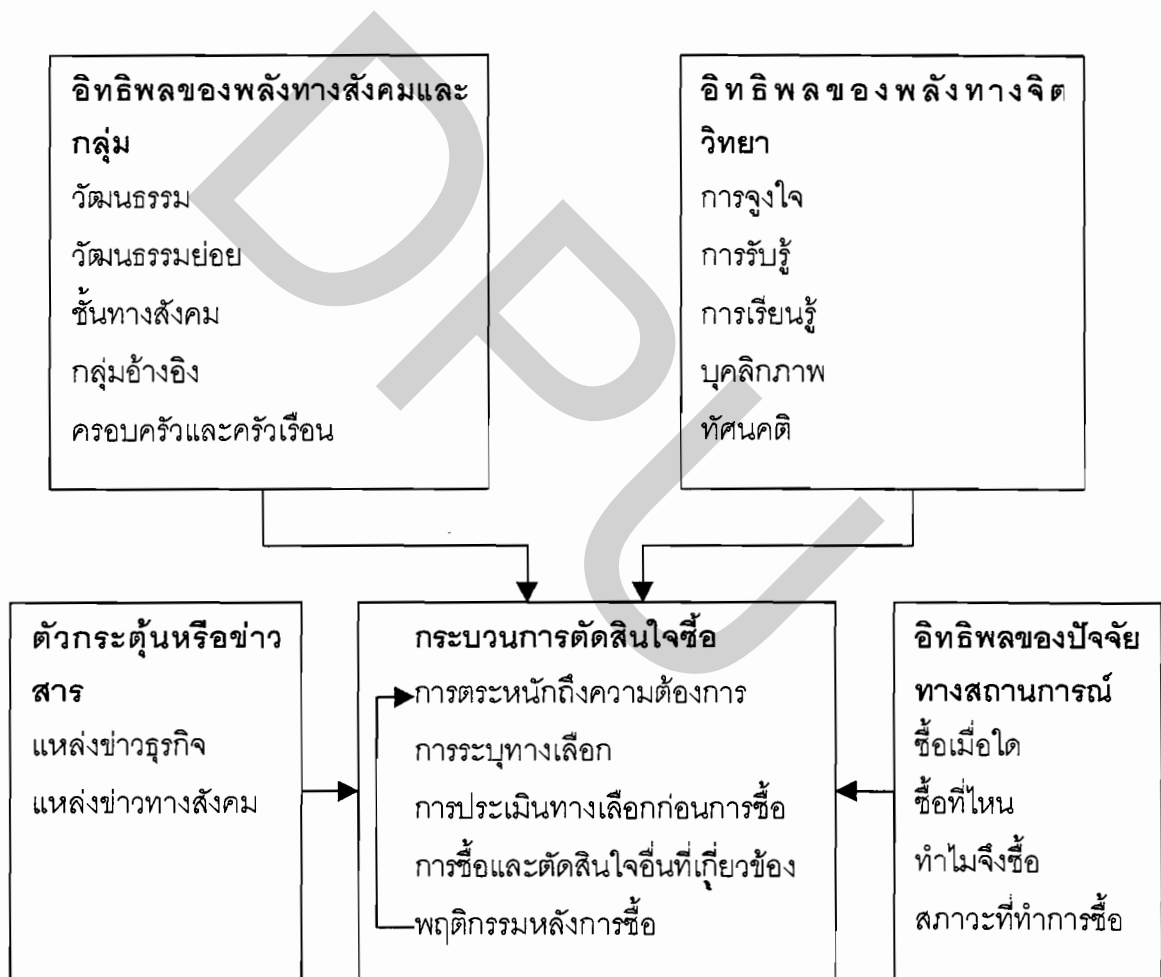 อิทธิพลของพลังทางสังคมและ
กลุ่ม
วัฒนธรรม
วัฒนธรรมย่อย
ชั้นทางสังคม
กลุ่มอ้างอิง
ครอบครัวและครัวเรือน
อิทธิพลของพลังทางจิต
วิทยา
การจูงใจ
การรับรู้
การเรียนรู้
บุคลิกภาพ
ทัศนคติ
ตัวกระตุ้นหรือข่าว
สาร
แหล่งข่าวธุรกิจ
แหล่งข่าวทางสังคม
กระบวนการตัดสินใจซื้อ
การตระหนักถึงความต้องการ
การระบุทางเลือก
การประเมินทางเลือกก่อนการซื้อ
การซื้อและตัดสินใจอื่นที่เกี่ยวข้อง
พฤติกรรมหลังการซื้อ
อิทธิพลของปัจจัย
ทางสถานการณ์
ซื้อเมื่อใด
ซื้อที่ไหน
ทำไมจึงซื้อ
สภาวะที่ทำการซื้อ
DPU